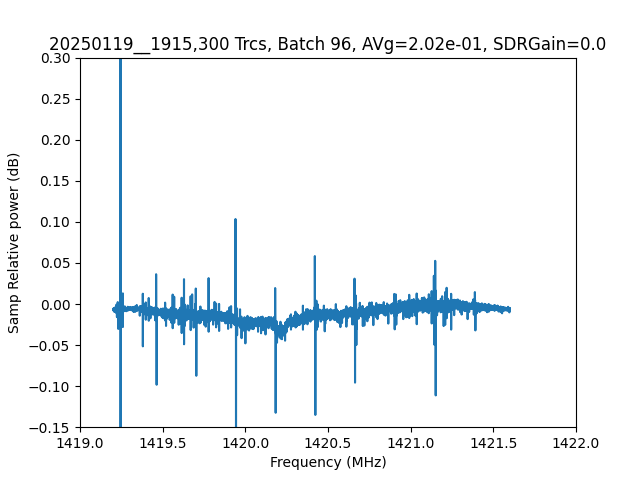 20250119__1915,300 Trcs, Batch 96, AVg=2.02e-01, SDRGain=0.0
0.30
0.25
0.20
0.15
0.10
0.05
0.00
−0.05
−0.10
−0.15
Samp Relative power (dB)
1419.0 1419.5 1420.0 1420.5 1421.0 1421.5 1422.0
Frequency (MHz)